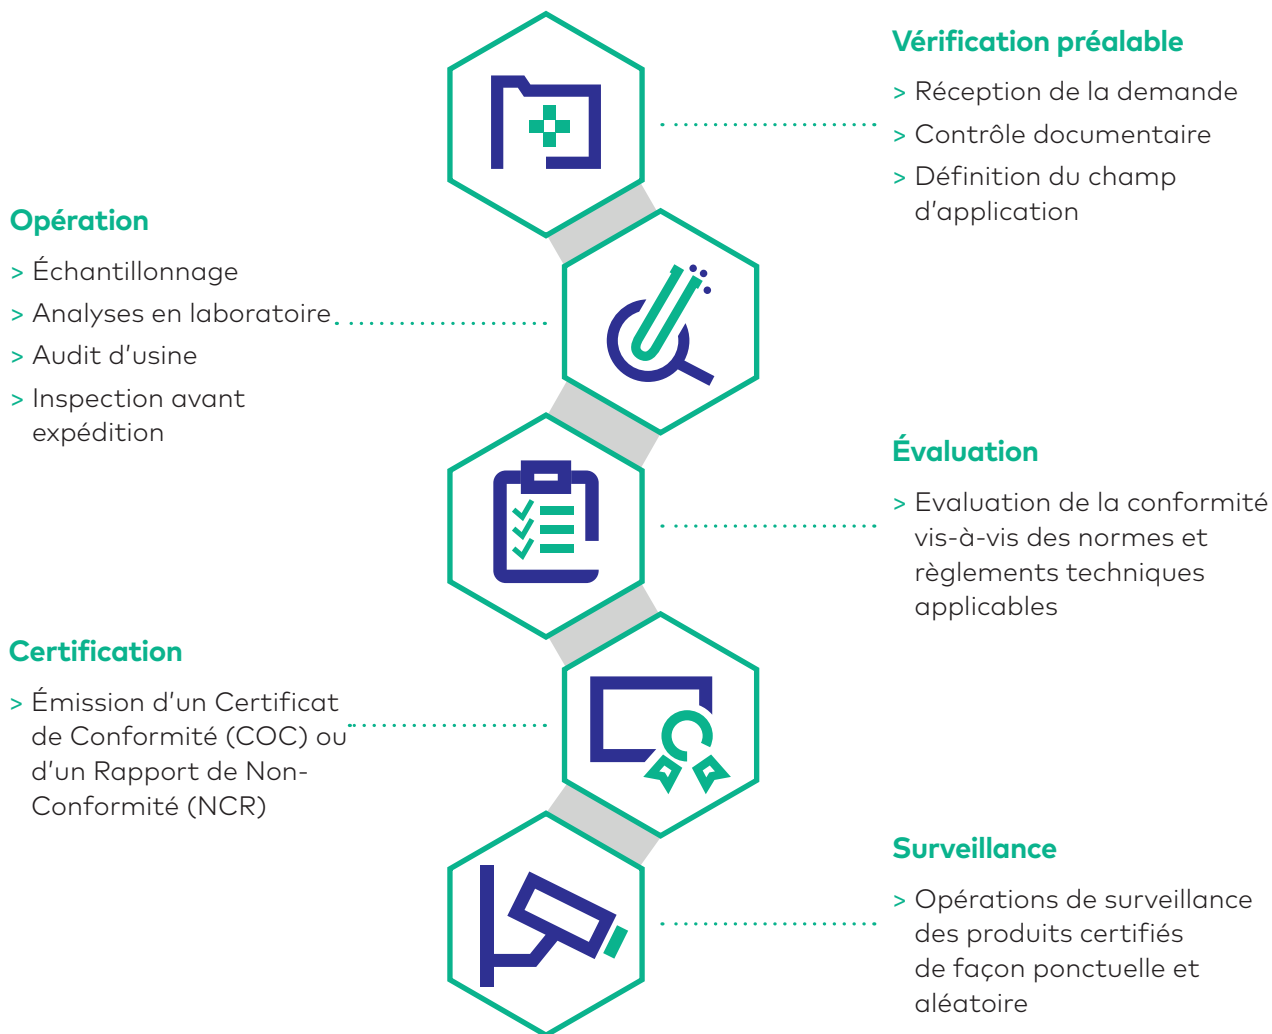 Vérification préalable
> Réception de la demande
> Contrôle documentaire
> Définition du champ
d’application
Opération
> Échantillonnage
> Analyses en laboratoire
> Audit d’usine
> Inspection avant
expédition
Évaluation
> Evaluation de la conformité
vis-à-vis des normes et
règlements techniques
applicables
Certification
> Émission d’un Certificat
de Conformité (COC) ou
d’un Rapport de Non-
Conformité (NCR)
Surveillance
> Opérations de surveillance
des produits certifiés
de façon ponctuelle et
aléatoire